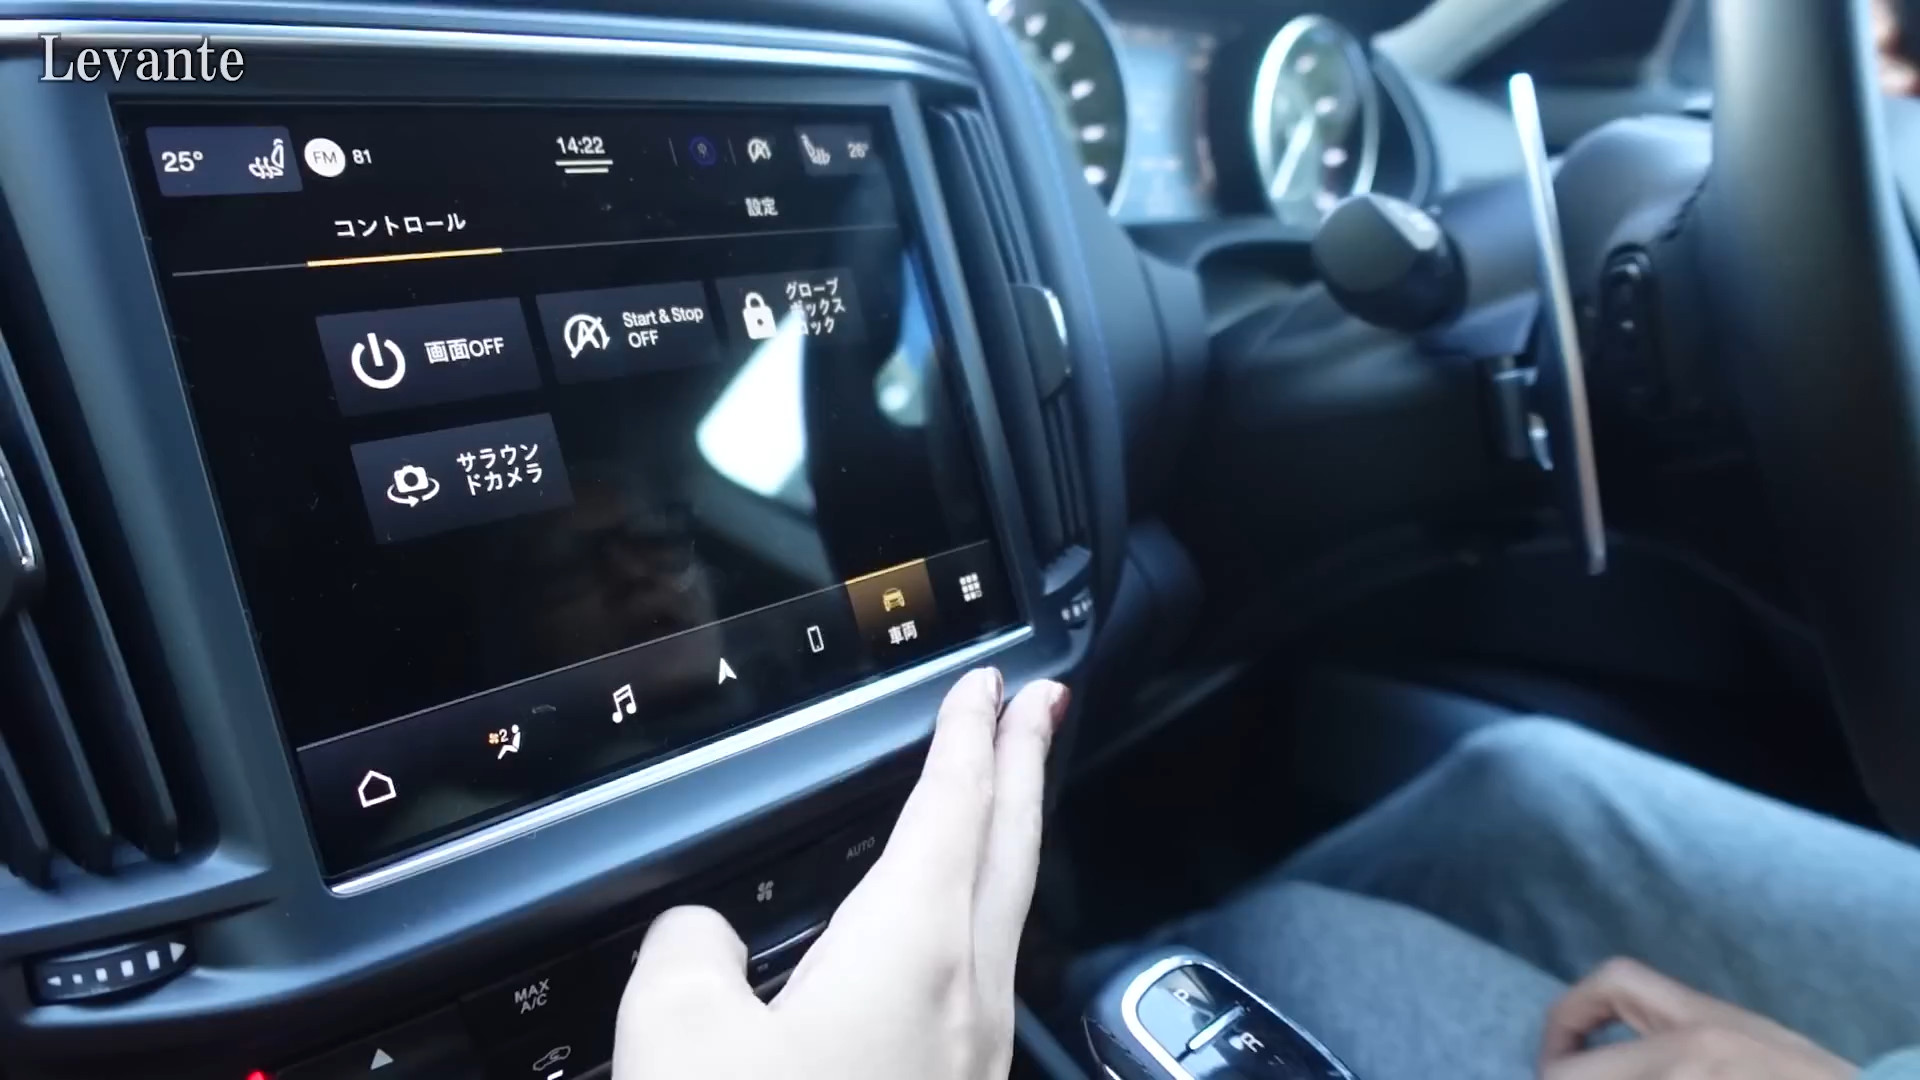 Levante
25°
FM 81
14:22
26°
コントロール
設定
画面OFF
Start & Stop
OFF
グローブ
ボックス
ロック
サラウン
ドカメラ
車両
2
AUTO
MAX
A/C
P
R